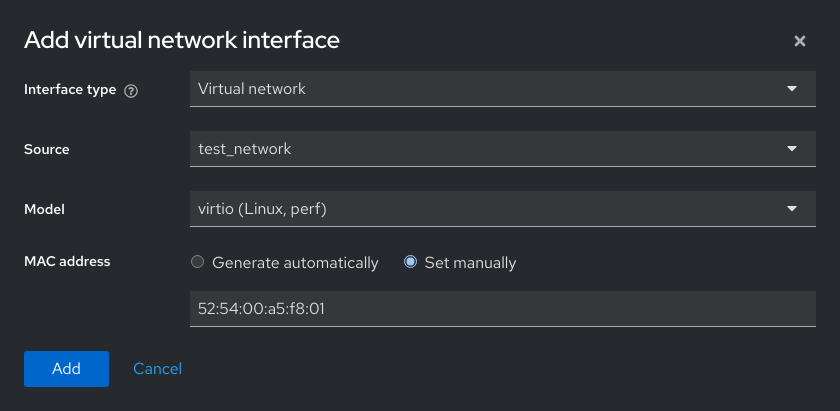 Add virtual network interface
Interface type
Virtual network
Source
test_network
Model
virtio (Linux, perf)
MAC address
Generate automatically
Set manually
52:54:00:a5:f8:01
Add
Cancel